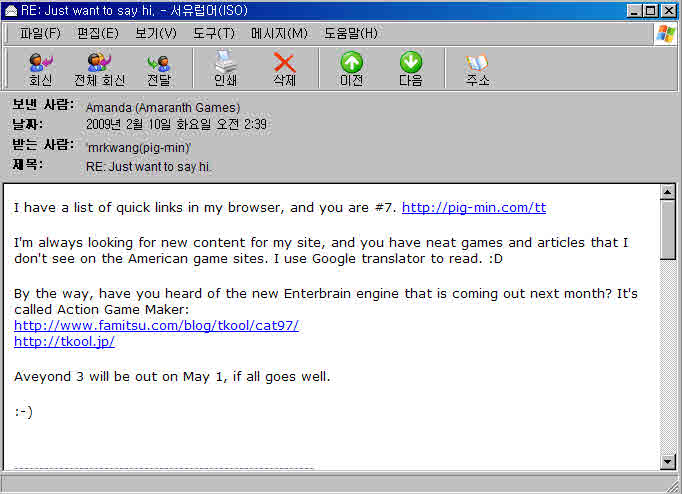 RE: Just want to say hi, - 서유럽어(ISO)
파일(F) 편집(E) 보기(V) 도구(T) 메시지(M) 도움말(H)
회신 전체 회신 전달 인쇄 삭제 이전 다음 주소
보낸 사람: Amanda (Amaranth Games)
날짜: 2009년 2월 10일 화요일 오전 2:39
받는 사람: 'mrkwang(pig-min)'
제목: RE: Just want to say hi.
I have a list of quick links in my browser, and you are #7. http://pig-min.com/tt
I'm always looking for new content for my site, and you have neat games and articles that I
don't see on the American game sites. I use Google translator to read. :D
By the way, have you heard of the new Enterbrain engine that is coming out next month? It's
called Action Game Maker:
http://www.famitsu.com/blog/tkool/cat97/
http://tkool.jp/
Aveyond 3 will be out on May 1, if all goes well.
:-)